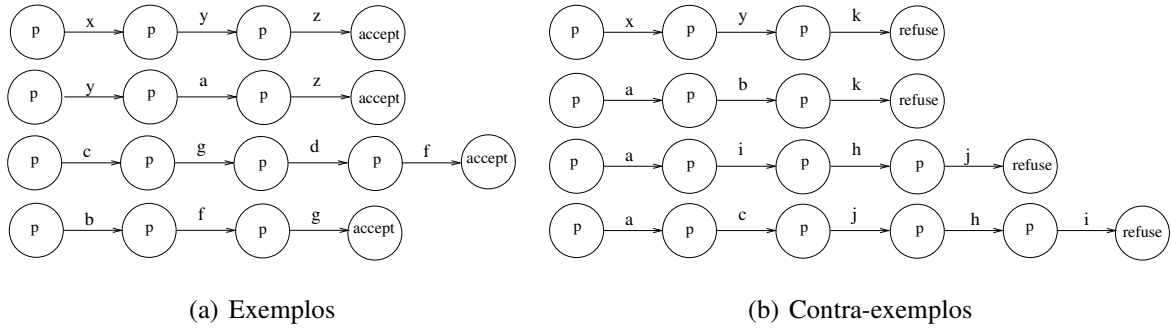 x y z x y k
p p p accept p p p refuse
y a z a b k
p p p accept p p p refuse
c g d f a i h j
p p p p accept p p p p refuse
b f g a c j h i
p p p accept p p p p p refuse
(a) Exemplos (b) Contra-exemplos